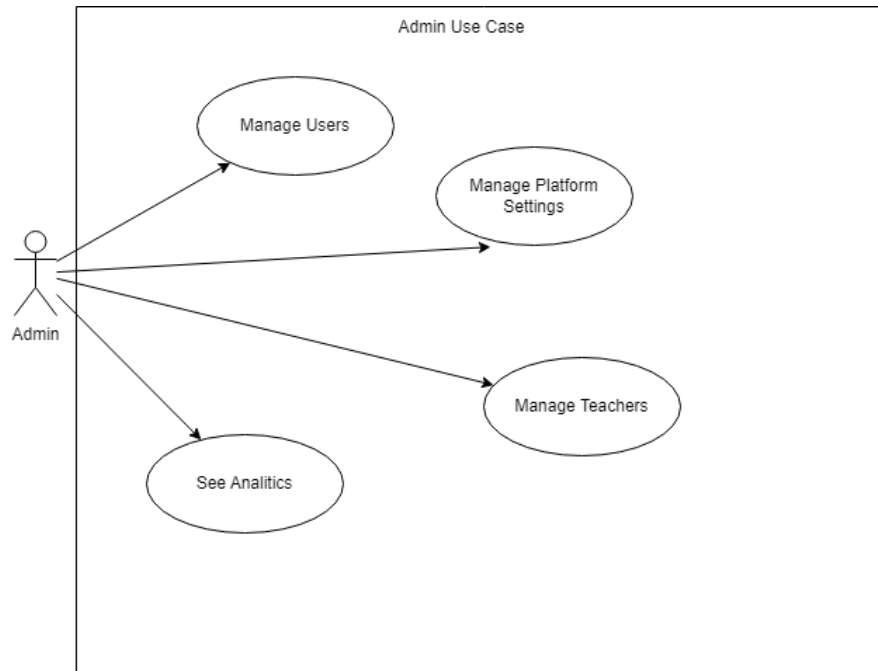 Admin Use Case
Manage Users
Manage Platform
Settings
Admin
Manage Teachers
See Analitics